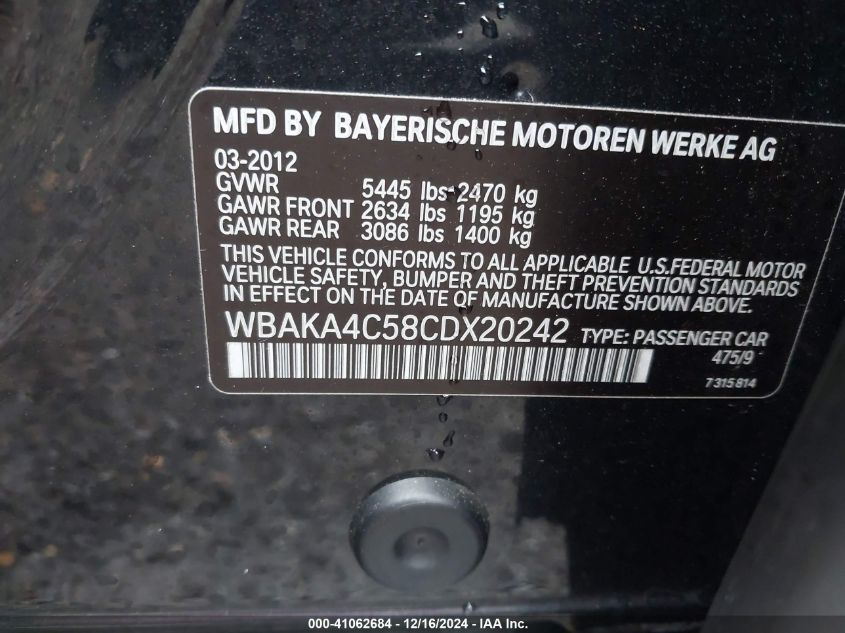 MFD BY BAYERISCHE MOTOREN WERKE AG
03-2012
GVWR 5445 lbs 2470 kg
GAWR FRONT 2634 lbs 1195 kg
GAWR REAR 3086 lbs 1400 kg
THIS VEHICLE CONFORMS TO ALL APPLICABLE U.S.FEDERAL MOTOR
VEHICLE SAFETY, BUMPER AND THEFT PREVENTION STANDARDS
IN EFFECT ON THE DATE OF MANUFACTURE SHOWN ABOVE.
WBAKA4C58CDX20242 TYPE: PASSENGER CAR
475/9
7 315 814
000-41062684 - 12/16/2024 - IAA Inc.